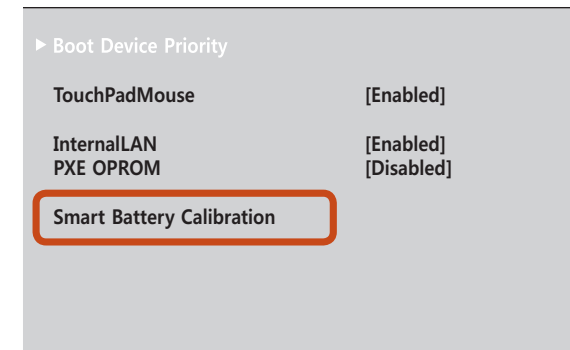 ▶ Boot Device Priority
TouchPadMouse [Enabled]
InternalLAN [Enabled]
PXE OPROM [Disabled]
Smart Battery Calibration